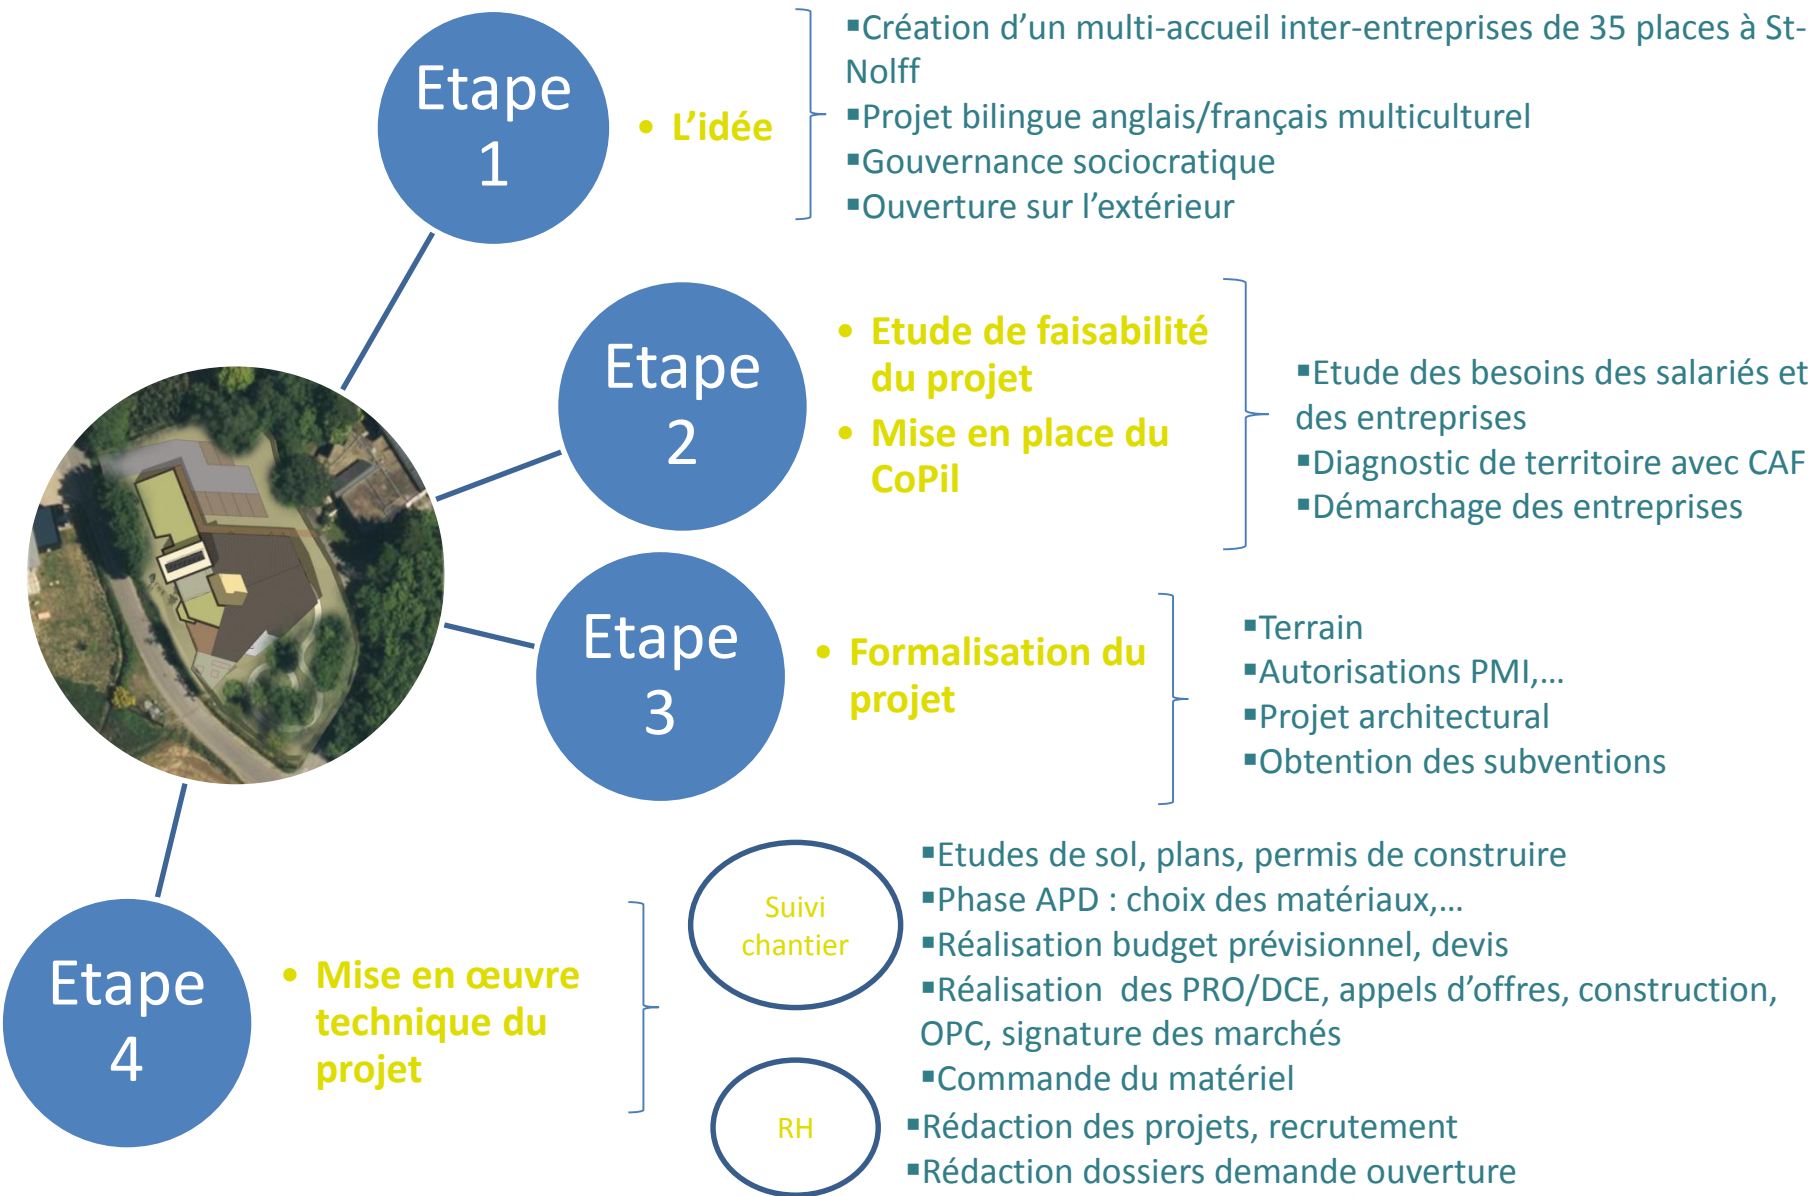 Etape
1
• L’idée
▪Création d’un multi-accueil inter-entreprises de 35 places à St-
Nolff
▪Projet bilingue anglais/français multiculturel
▪Gouvernance sociocratique
▪Ouverture sur l’extérieur
Etape
2
• Etude de faisabilité
du projet
• Mise en place du
CoPil
▪Etude des besoins des salariés et
des entreprises
▪Diagnostic de territoire avec CAF
▪Démarchage des entreprises
Etape
3
• Formalisation du
projet
▪Terrain
▪Autorisations PMI,…
▪Projet architectural
▪Obtention des subventions
Etape
4
• Mise en œuvre
technique du
projet
Suivi
chantier
▪Etudes de sol, plans, permis de construire
▪Phase APD : choix des matériaux,…
▪Réalisation budget prévisionnel, devis
▪Réalisation  des PRO/DCE, appels d’offres, construction,
OPC, signature des marchés
▪Commande du matériel
RH
▪Rédaction des projets, recrutement
▪Rédaction dossiers demande ouverture